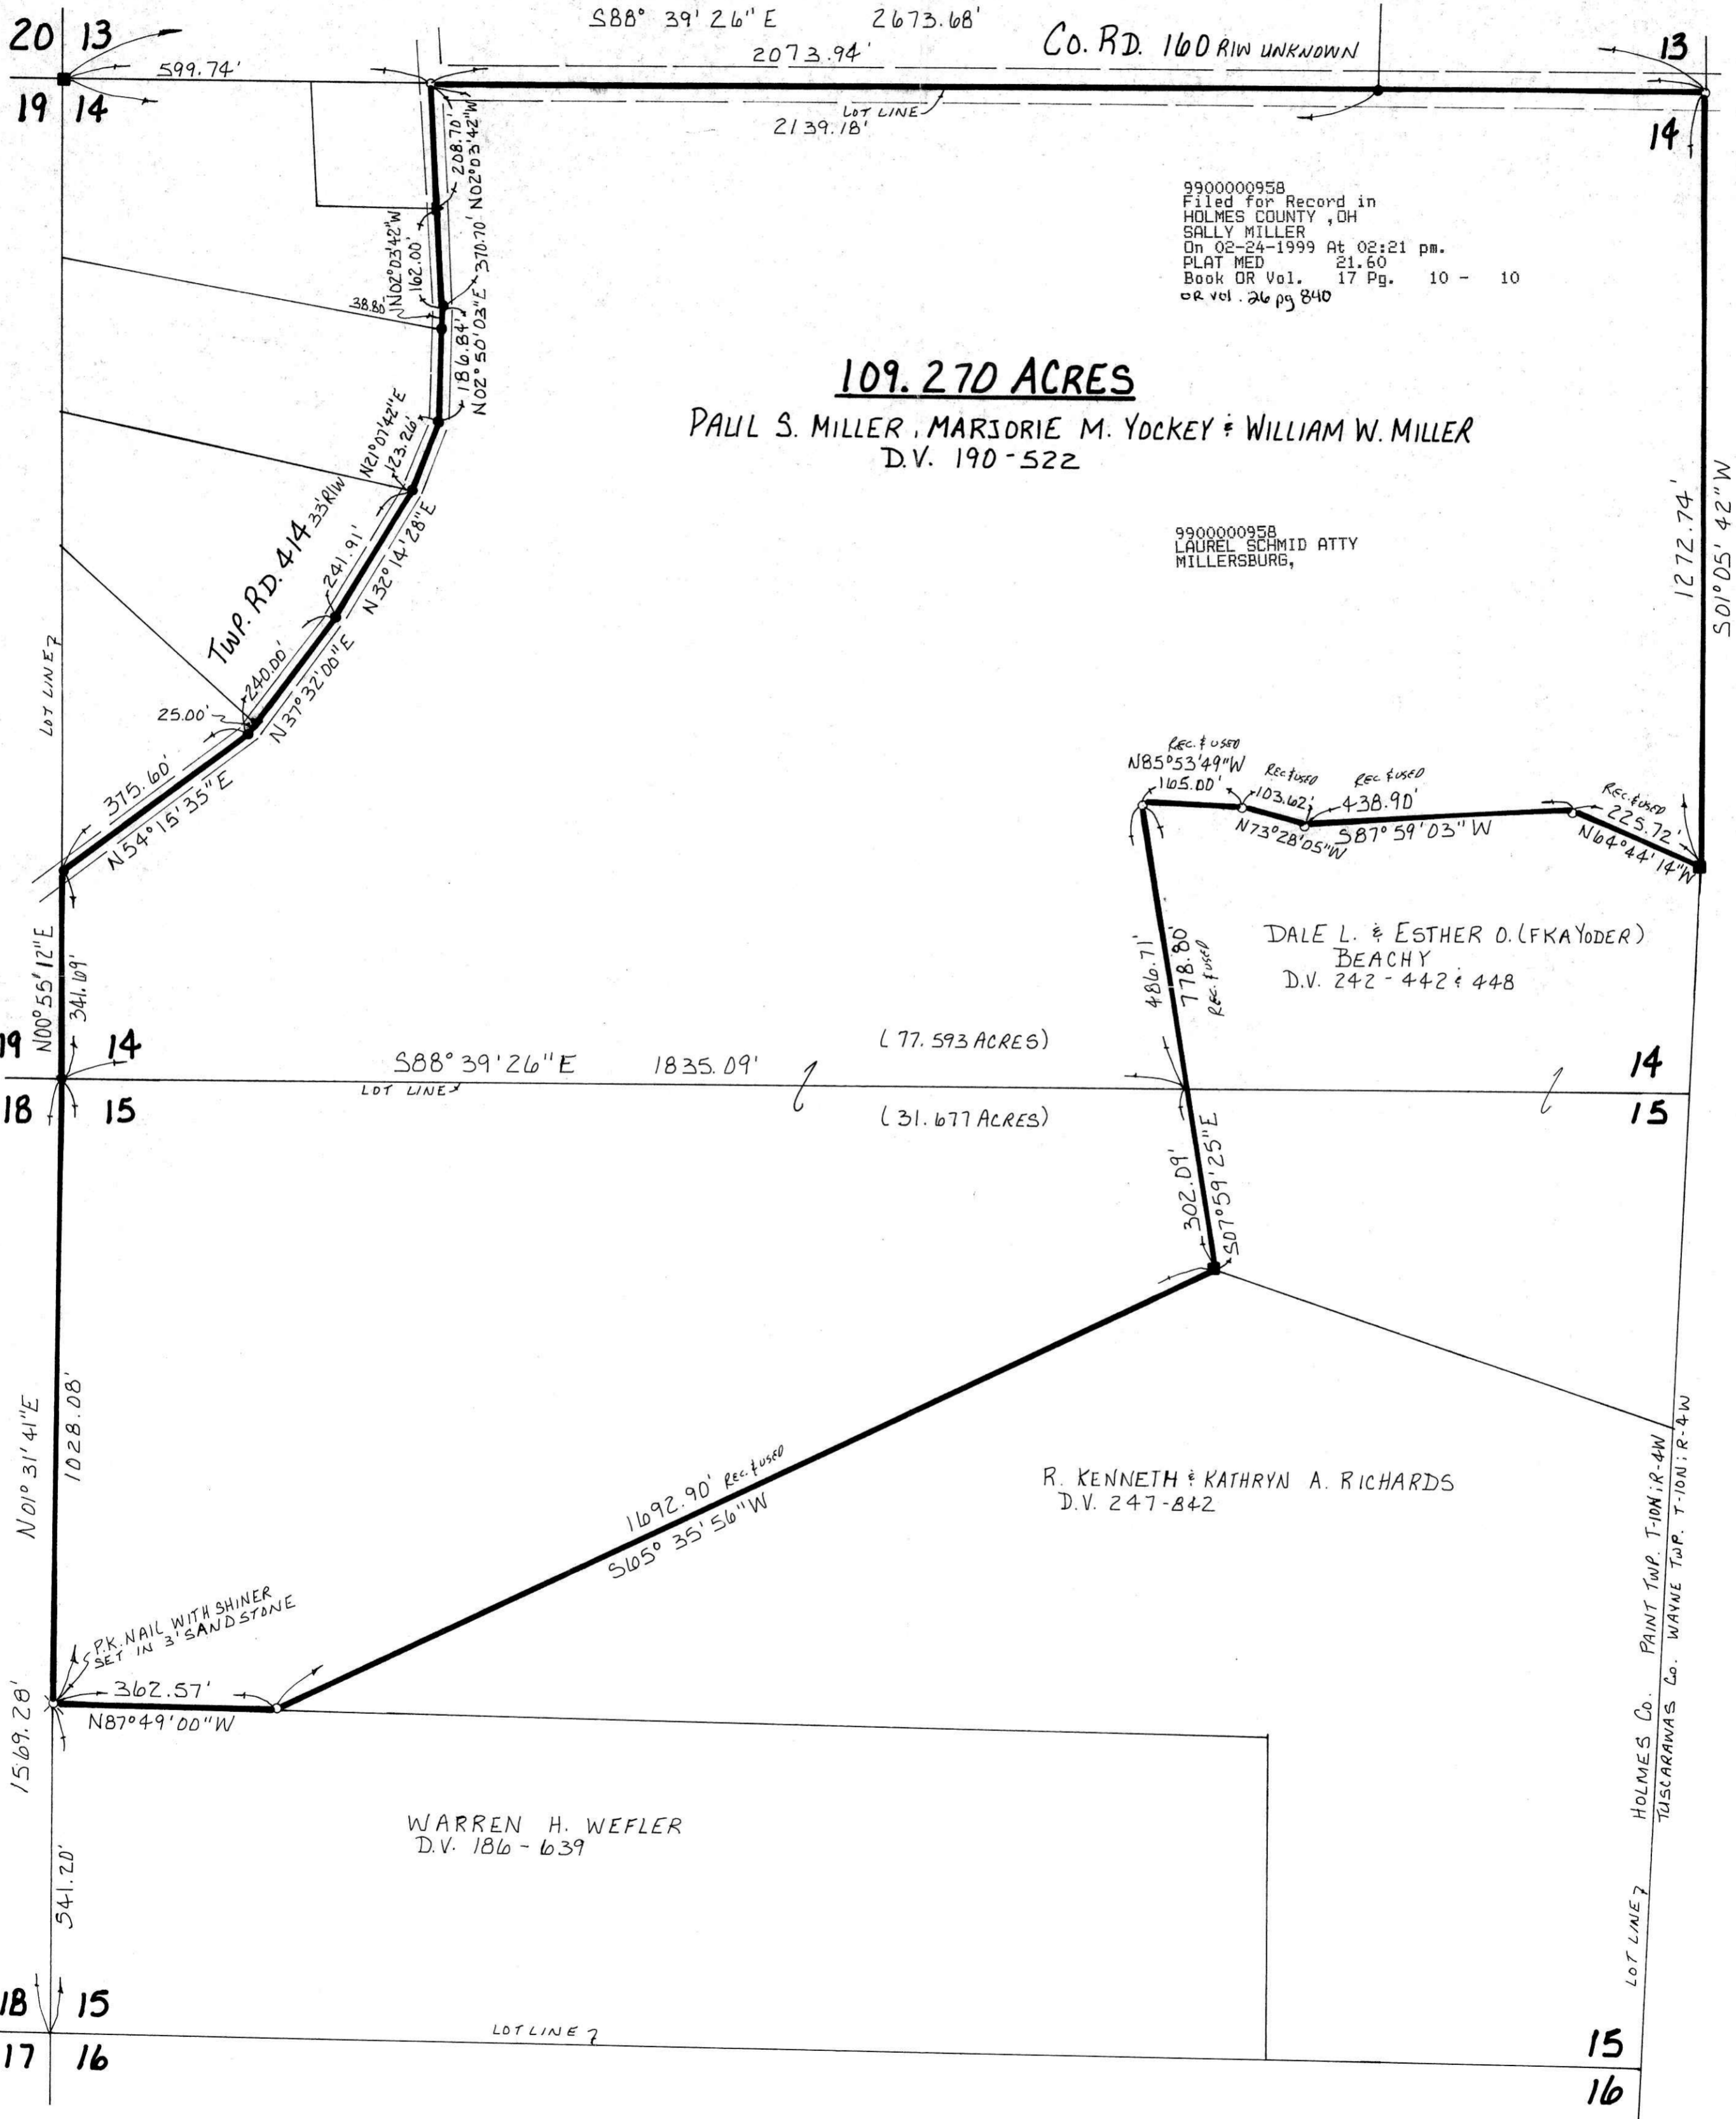 S88° 39' 26" E 2673.68'
20 13
599.74'
2073.94'
CO. RD. 160 R/W UNKNOWN
13
19 14
LOT LINE
2139.18'
14
208.70'
N02°03'42"W
370.70'
162.00'
N02°03'42"W
38.80'
186.84'
N02°50'03"E
9900000958
Filed for Record in
HOLMES COUNTY ,OH
SALLY MILLER
On 02-24-1999 At 02:21 pm.
PLAT MED 21.60
Book OR Vol. 17 Pg. 10 - 10
OR vol. 26 pg 840
109.270 ACRES
PAUL S. MILLER, MARJORIE M. YOCKEY & WILLIAM W. MILLER
D.V. 190-522
123.26'
N21°07'42"E
TWP. RD. 414 33' R/W
241.91'
N32°14'28"E
9900000958
LAUREL SCHMID ATTY
MILLERSBURG,
1272.74'
S01°05'42"W
240.00'
N37°32'00"E
25.00'
LOT LINE
375.60'
N54°15'35"E
REC. & USED
N85°53'49"W
165.00'
REC & USED
103.62'
N73°28'05"W
REC. & USED
438.90'
S87°59'03"W
REC. & USED
225.72'
N64°44'14"W
N00°55'12"E
341.69'
486.71'
778.80'
REC. & USED
DALE L. & ESTHER O. (FKA YODER)
BEACHY
D.V. 242-442 & 448
19 14
S88°39'26"E 1835.09'
(77.593 ACRES)
14
LOT LINE
18 15
(31.677 ACRES)
15
302.09'
S07°59'25"E
N01°31'41"E
1028.08'
1692.90' REC. & USED
S65° 35' 56" W
R. KENNETH & KATHRYN A. RICHARDS
D.V. 247-842
P.K. NAIL WITH SHINER
SET IN 3' SANDSTONE
362.57'
N87°49'00"W
1569.28'
HOLMES CO. PAINT TWP. T-10N; R-4W
TUSCARAWAS CO. WAYNE TWP. T-10N; R-4W
WARREN H. WEFLER
D.V. 186-639
541.20'
LOT LINE
18 15
LOT LINE
17 16
15
16